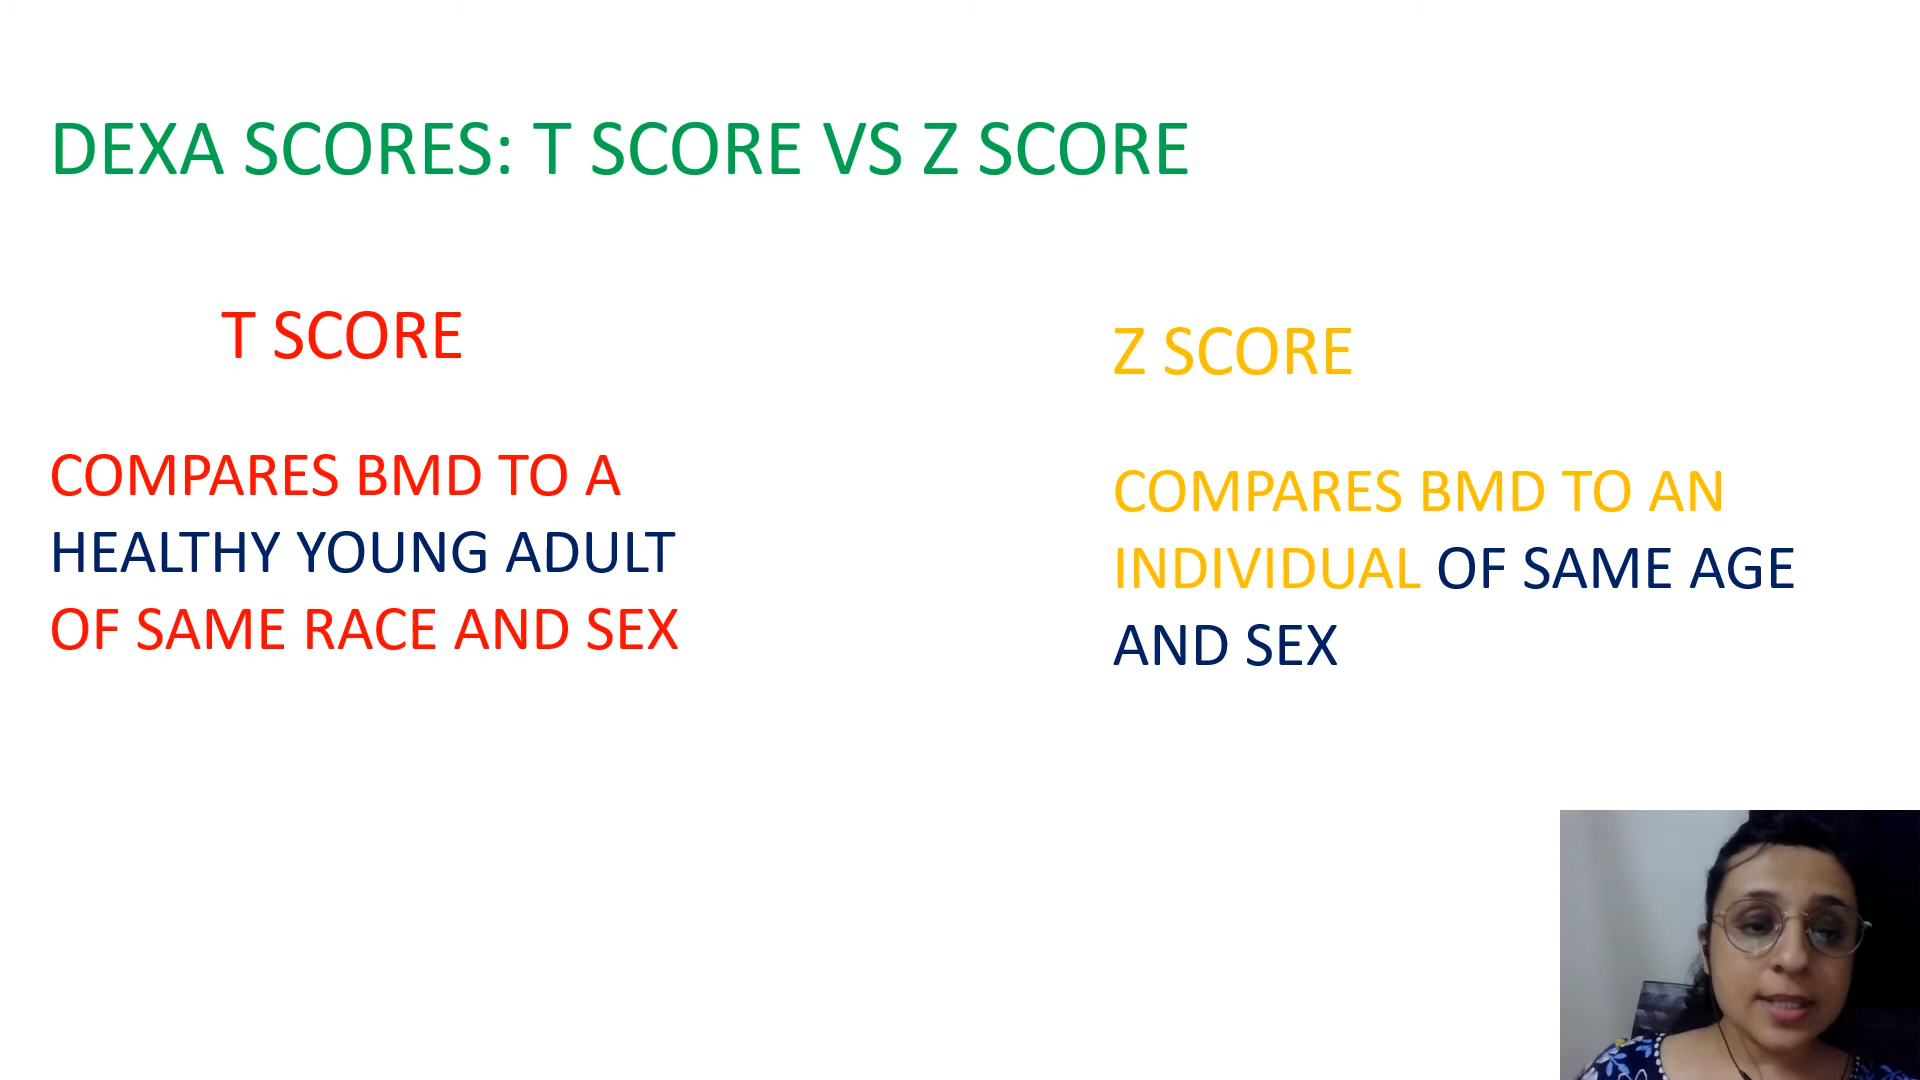 DEXA SCORES: T SCORE VS Z SCORE
T SCORE
COMPARES BMD TO A
HEALTHY YOUNG ADULT
OF SAME RACE AND SEX
Z SCORE
COMPARES BMD TO AN
INDIVIDUAL OF SAME AGE
AND SEX